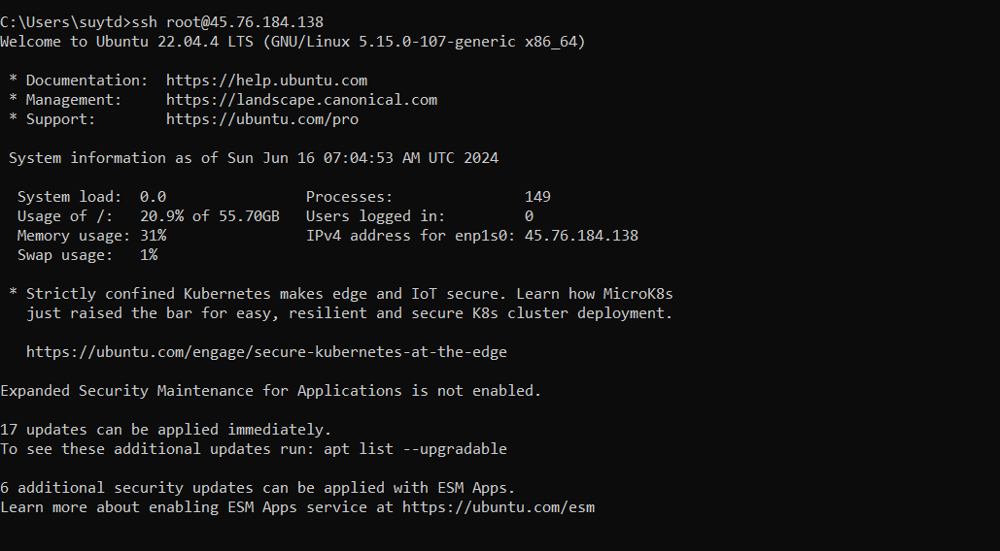 C:\Users\suytd>ssh root@45.76.184.138
Welcome to Ubuntu 22.04.4 LTS (GNU/Linux 5.15.0-107-generic x86_64)
* Documentation:  https://help.ubuntu.com
* Management:     https://landscape.canonical.com
* Support:        https://ubuntu.com/pro
System information as of Sun Jun 16 07:04:53 AM UTC 2024
System load:  0.0                Processes:               149
Usage of /:   20.9% of 55.70GB   Users logged in:         0
Memory usage: 31%                IPv4 address for enp1s0: 45.76.184.138
Swap usage:   1%
* Strictly confined Kubernetes makes edge and IoT secure. Learn how MicroK8s
just raised the bar for easy, resilient and secure K8s cluster deployment.
https://ubuntu.com/engage/secure-kubernetes-at-the-edge
Expanded Security Maintenance for Applications is not enabled.
17 updates can be applied immediately.
To see these additional updates run: apt list --upgradable
6 additional security updates can be applied with ESM Apps.
Learn more about enabling ESM Apps service at https://ubuntu.com/esm